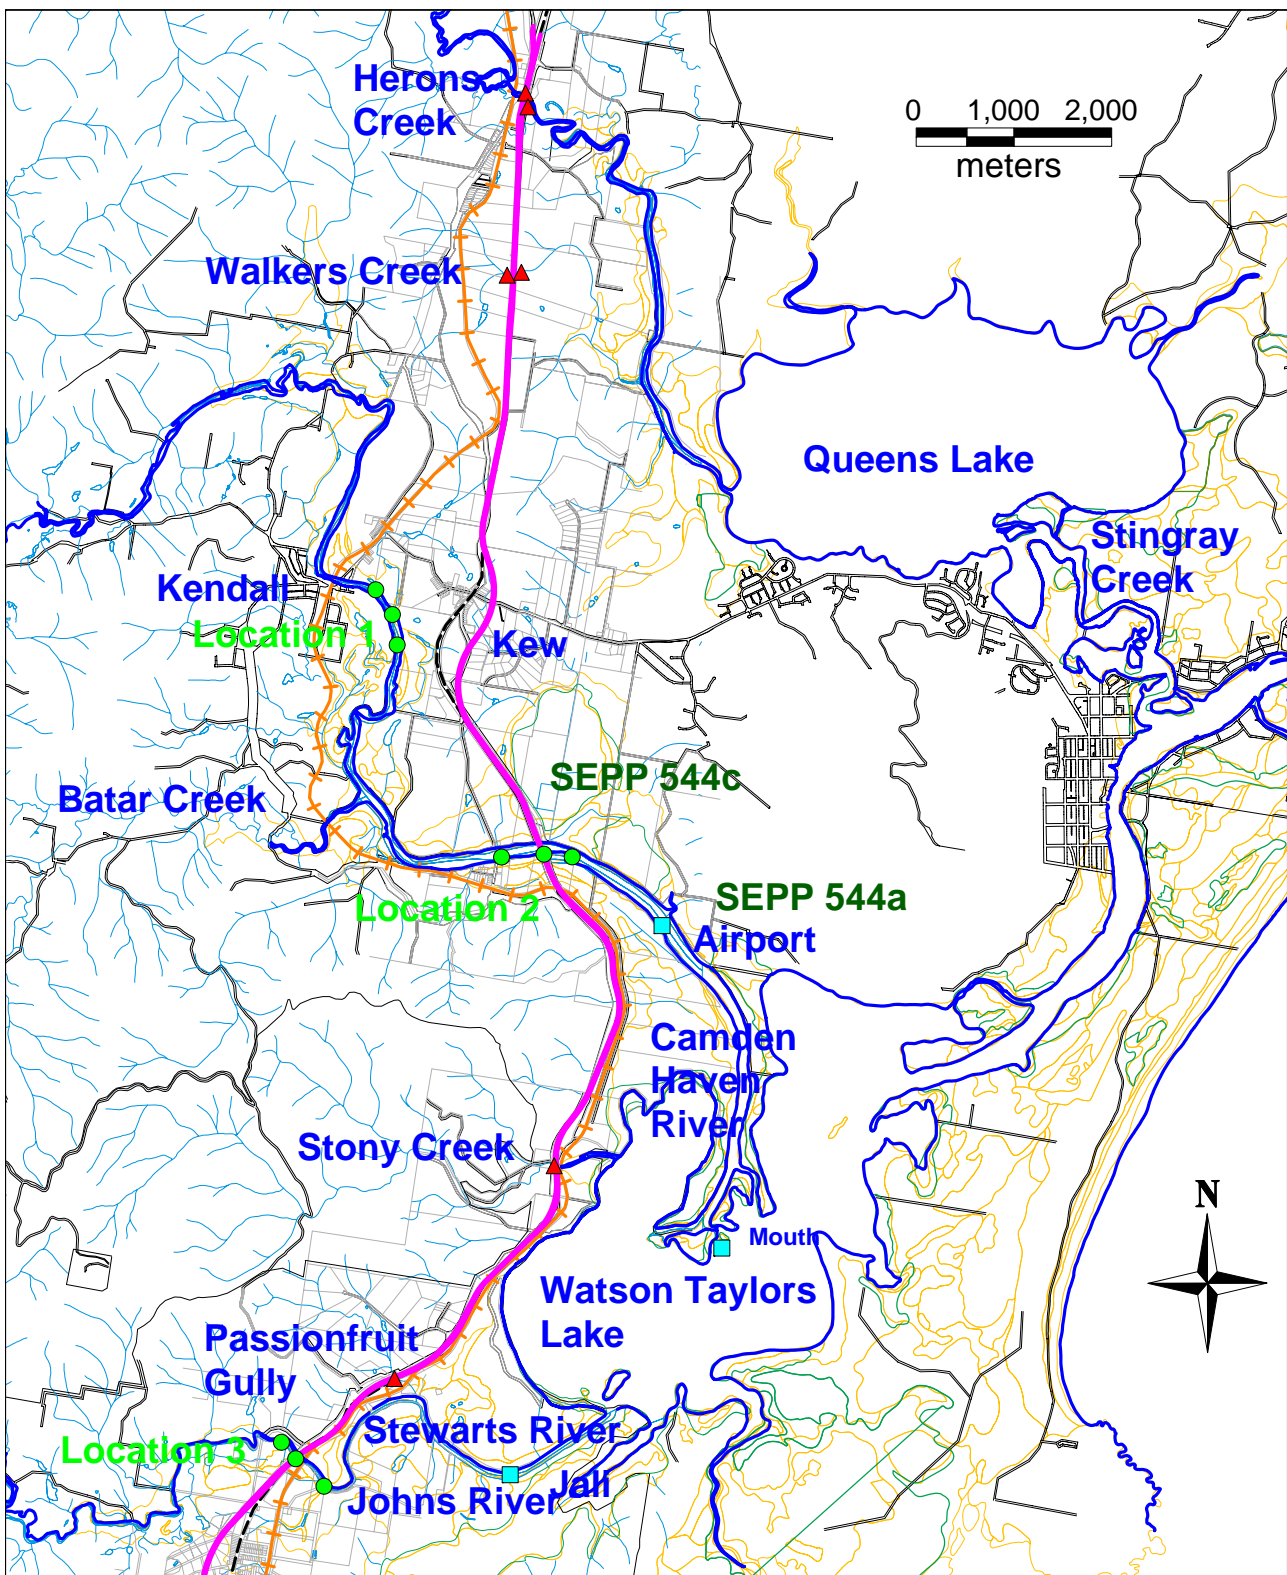 Herons
Creek
0 1,000 2,000
meters
Walkers Creek
Queens Lake
Stingray
Creek
Kendall
Location 1
Kew
SEPP 544c
Batar Creek
Location 2
SEPP 544a
Airport
Camden
Haven
River
Stony Creek
N
Mouth
Watson Taylors
Lake
Passionfruit
Gully
Stewarts River
Location 3
Jali
Johns River